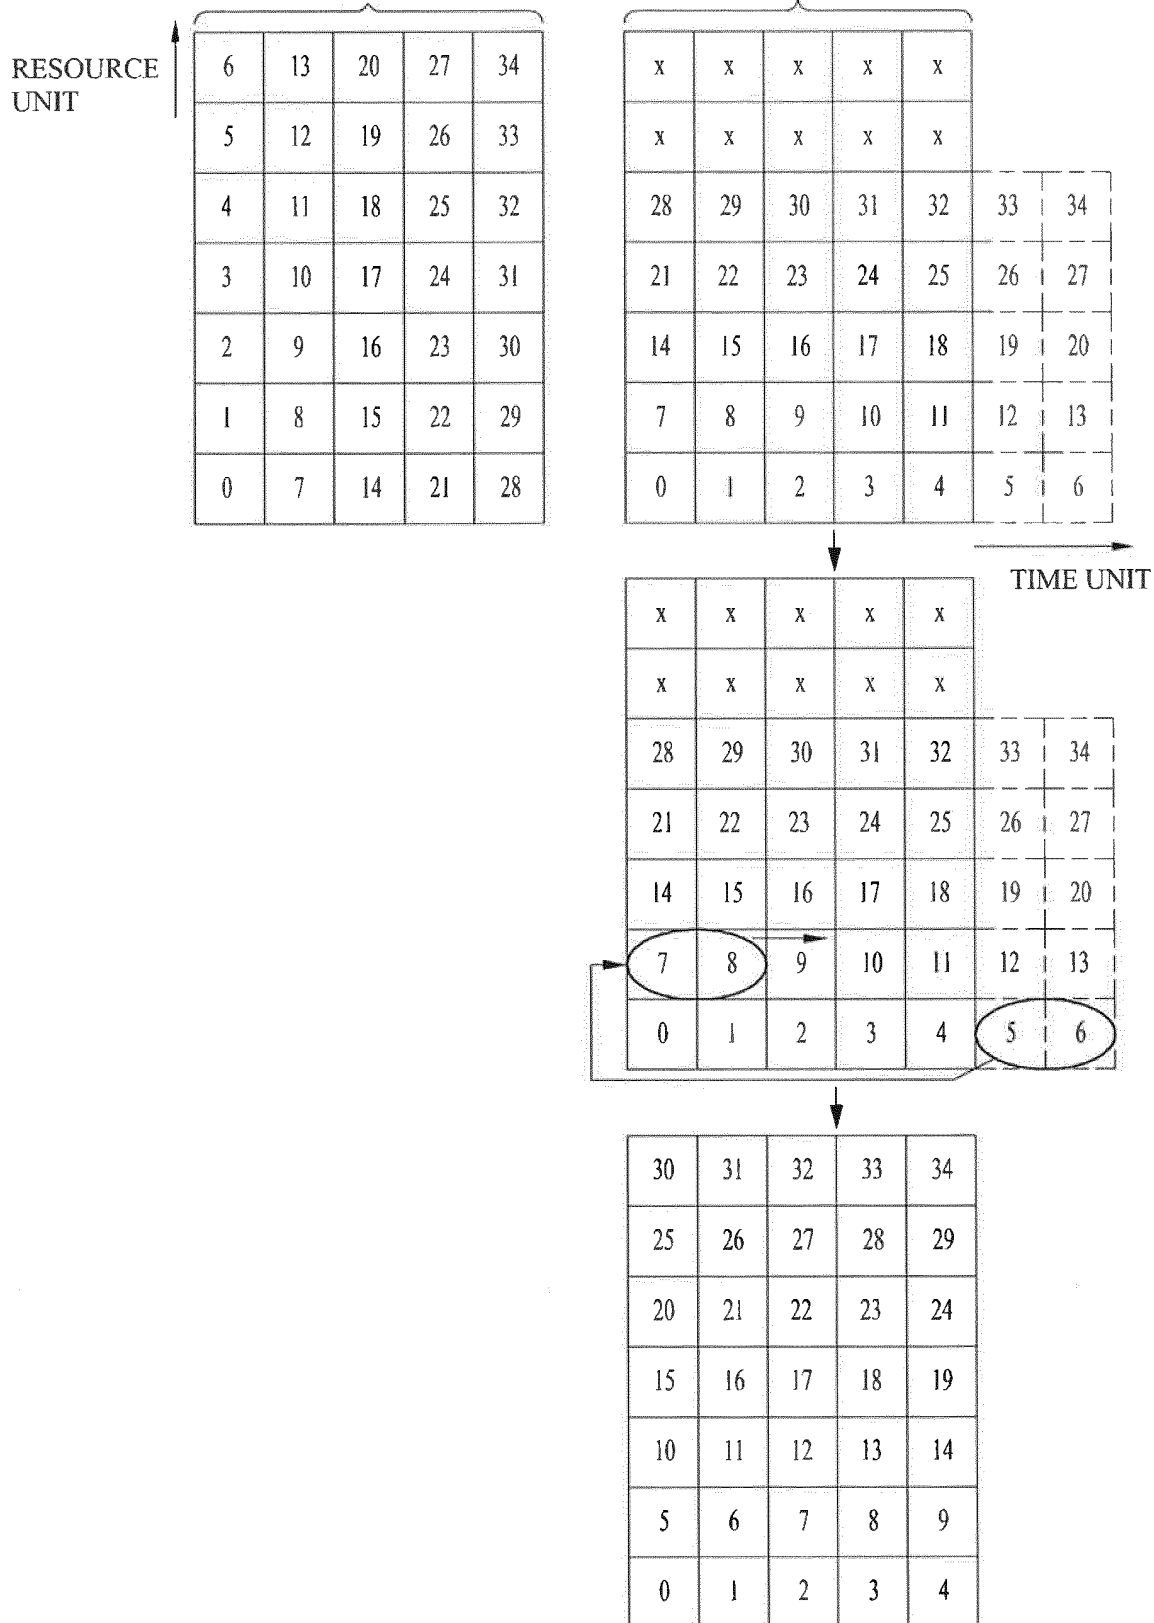 RESOURCE
UNIT
6 13 20 27 34
5 12 19 26 33
4 11 18 25 32
3 10 17 24 31
2 9 16 23 30
1 8 15 22 29
0 7 14 21 28
x x x x x
x x x x x
28 29 30 31 32 33 34
21 22 23 24 25 26 27
14 15 16 17 18 19 20
7 8 9 10 11 12 13
0 1 2 3 4 5 6
TIME UNIT
x x x x x
x x x x x
28 29 30 31 32 33 34
21 22 23 24 25 26 27
14 15 16 17 18 19 20
7 8 9 10 11 12 13
0 1 2 3 4 5 6
30 31 32 33 34
25 26 27 28 29
20 21 22 23 24
15 16 17 18 19
10 11 12 13 14
5 6 7 8 9
0 1 2 3 4